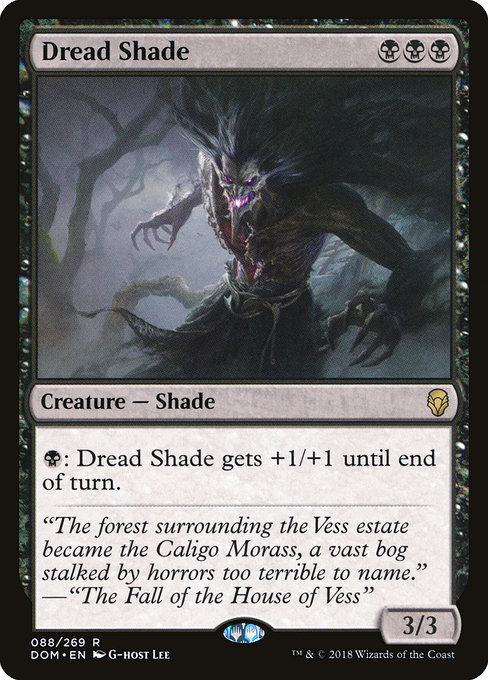 Dread Shade
Creature — Shade
: Dread Shade gets +1/+1 until end
of turn.
“The forest surrounding the Vess estate
became the Caligo Morass, a vast bog
stalked by horrors too terrible to name.”
—“The Fall of the House of Vess”
3/3
088/269 R
DOM • EN G-host Lee
™ & © 2018 Wizards of the Coast